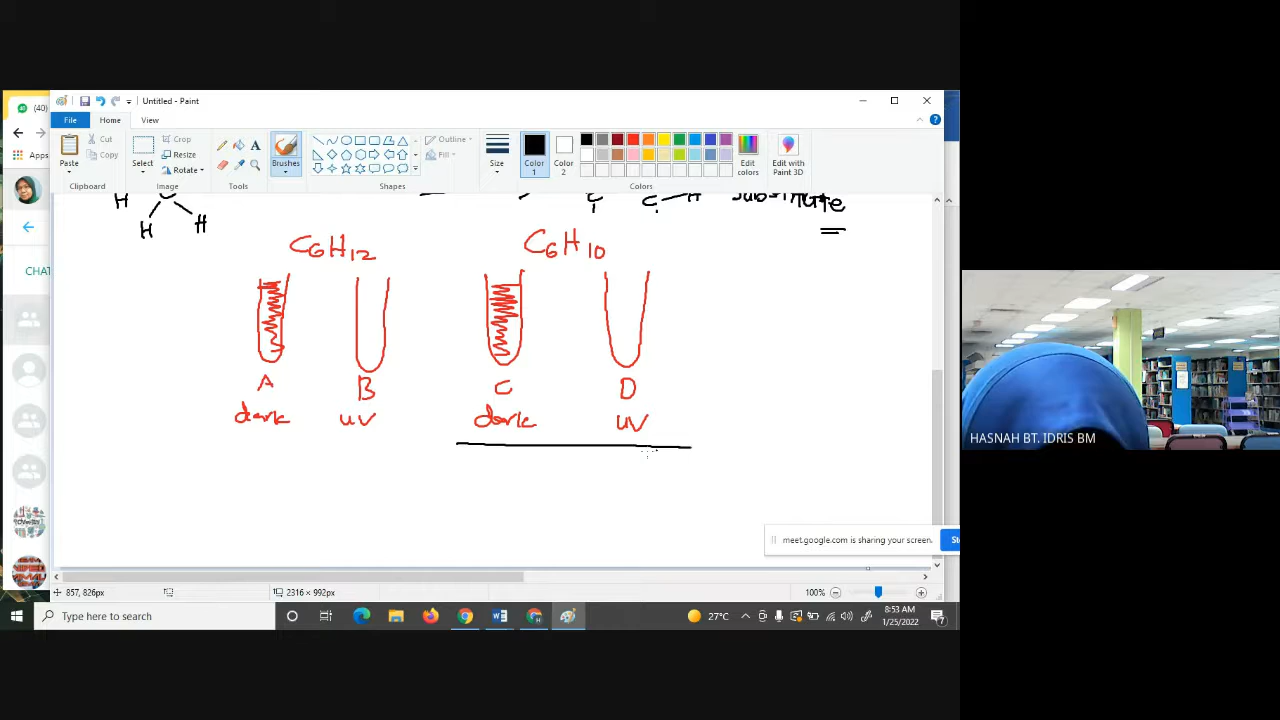 (40)
Untitled - Paint
File Home View
Apps
Paste
Cut
Copy
Clipboard
Select
Crop
Resize
Rotate
Image
Tools
Brushes
Shapes
Outline
Fill
Size
Color 1
Color 2
Edit colors
Colors
Edit with Paint 3D
CHAT
H
H H
C C H
substitute
C6H12 C6H10
A B C D
dark uv dark uv
HASNAH BT. IDRIS BM
meet.google.com is sharing your screen.
857, 826px
2316 × 992px
100%
Type here to search
27°C
8:53 AM
1/25/2022
7